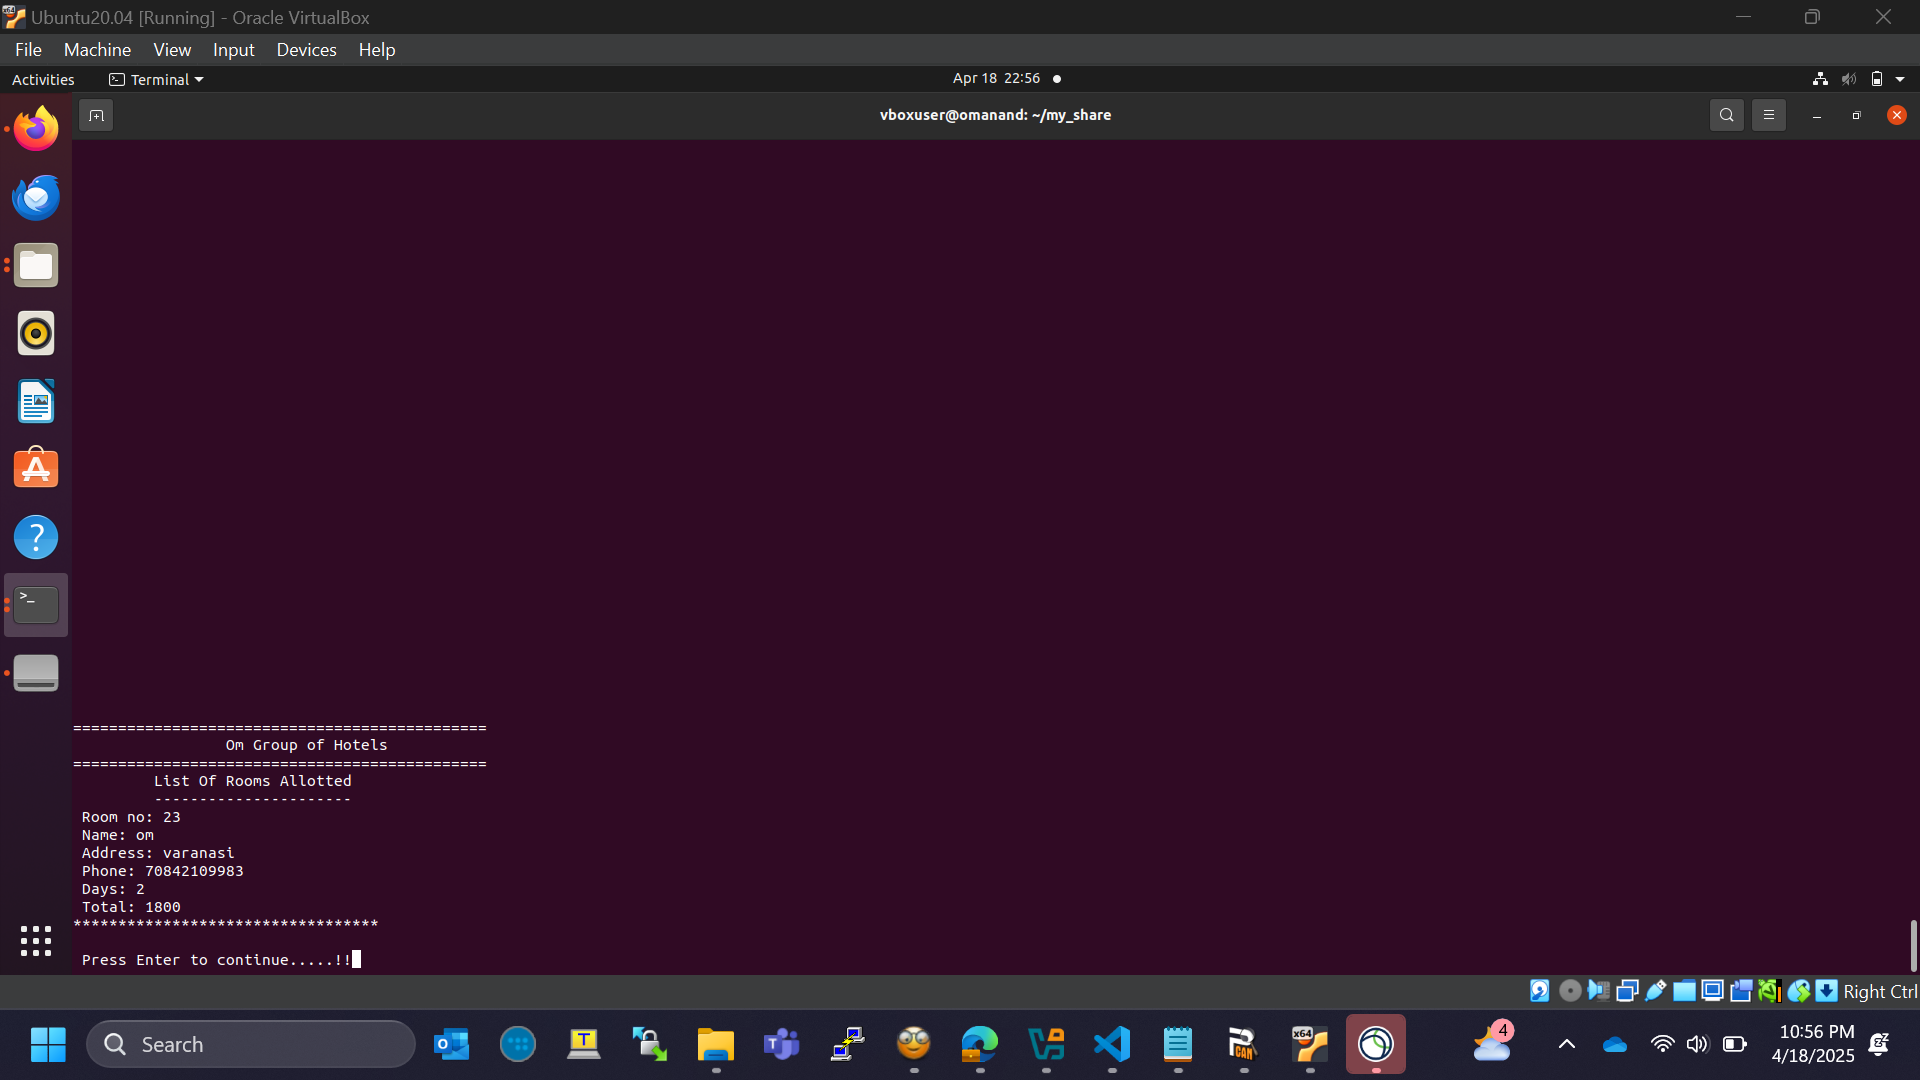 Ubuntu20.04 [Running] - Oracle VirtualBox
File Machine View Input Devices Help
Activities Terminal Apr 18 22:56
vboxuser@omanand: ~/my_share
==============================================
Om Group of Hotels
==============================================
List Of Rooms Allotted
----------------------
Room no: 23
Name: om
Address: varanasi
Phone: 70842109983
Days: 2
Total: 1800
**********************************
Press Enter to continue.....!!
Right Ctrl
Search
4
10:56 PM
4/18/2025